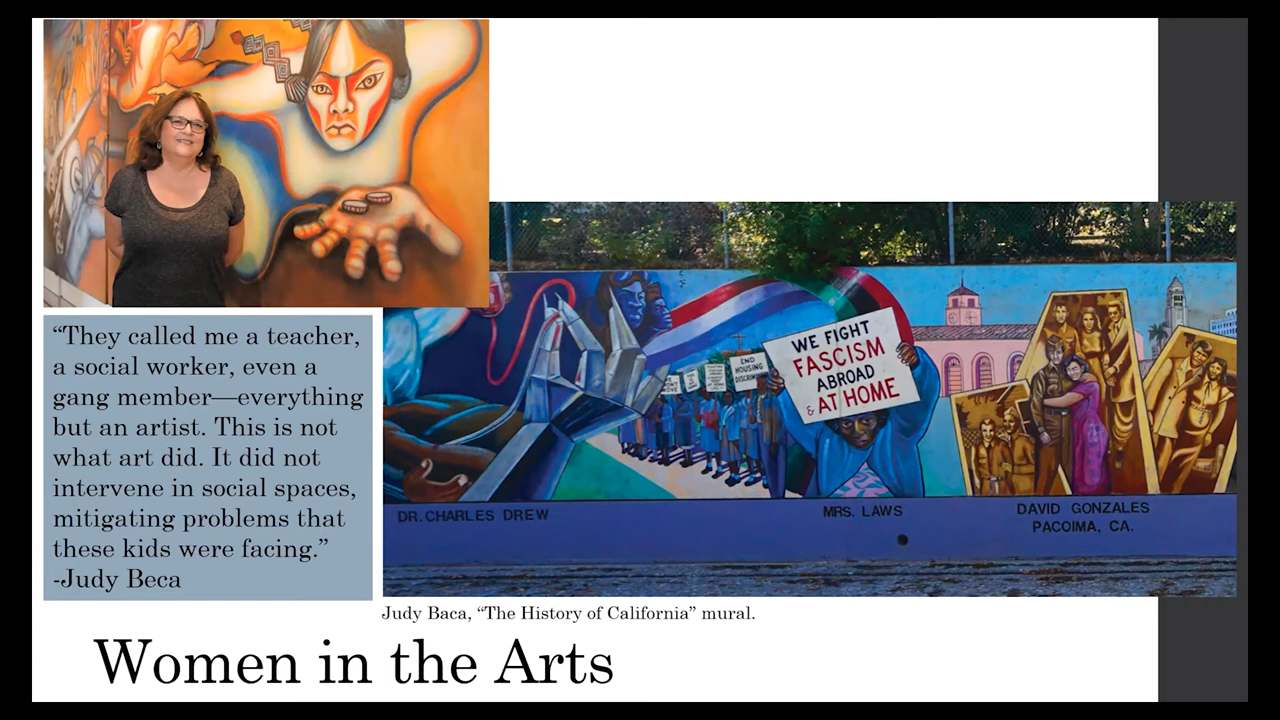 “They called me a teacher,
a social worker, even a
gang member—everything
but an artist. This is not
what art did. It did not
intervene in social spaces,
mitigating problems that
these kids were facing.”
-Judy Beca
WE FIGHT
FASCISM
ABROAD
& AT HOME
END
HOUSING
DR. CHARLES DREW
MRS. LAWS
DAVID GONZALES
PACOIMA, CA.
Judy Baca, “The History of California” mural.
Women in the Arts